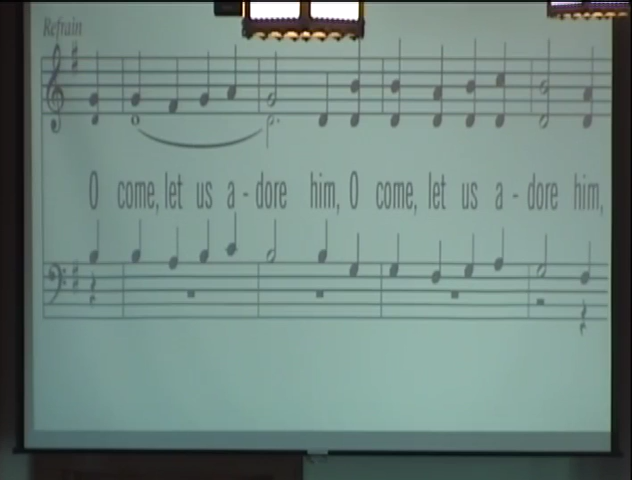 Refrain
O come, let us a - dore him, O come, let us a - dore him,